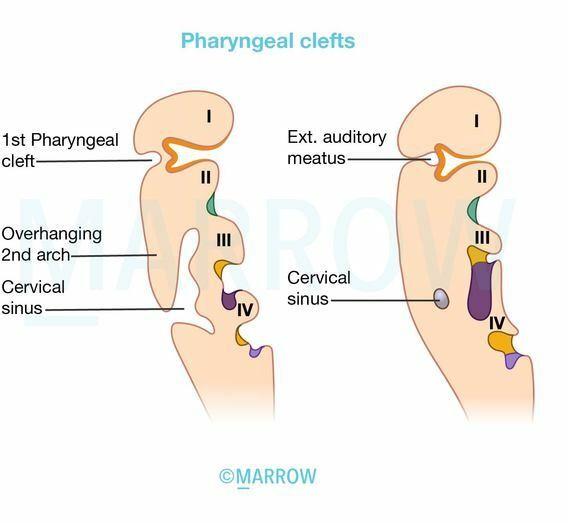 Pharyngeal clefts
1st Pharyngeal
cleft
Overhanging
2nd arch
Cervical
sinus
I
II
III
IV
Ext. auditory
meatus
Cervical
sinus
I
II
III
IV
MARROW
©MARROW